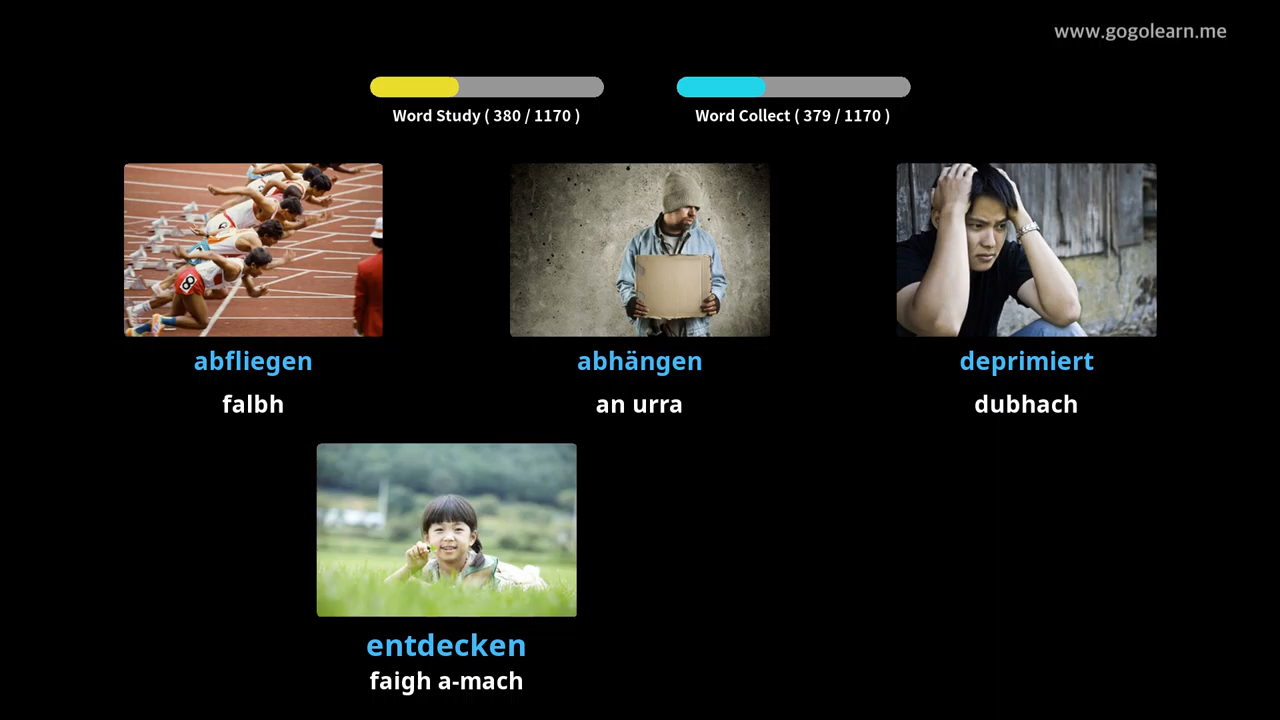 www.gogolearn.me
Word Study ( 380 / 1170 )
Word Collect ( 379 / 1170 )
abfliegen
falbh
abhängen
an urra
deprimiert
dubhach
entdecken
faigh a-mach
8